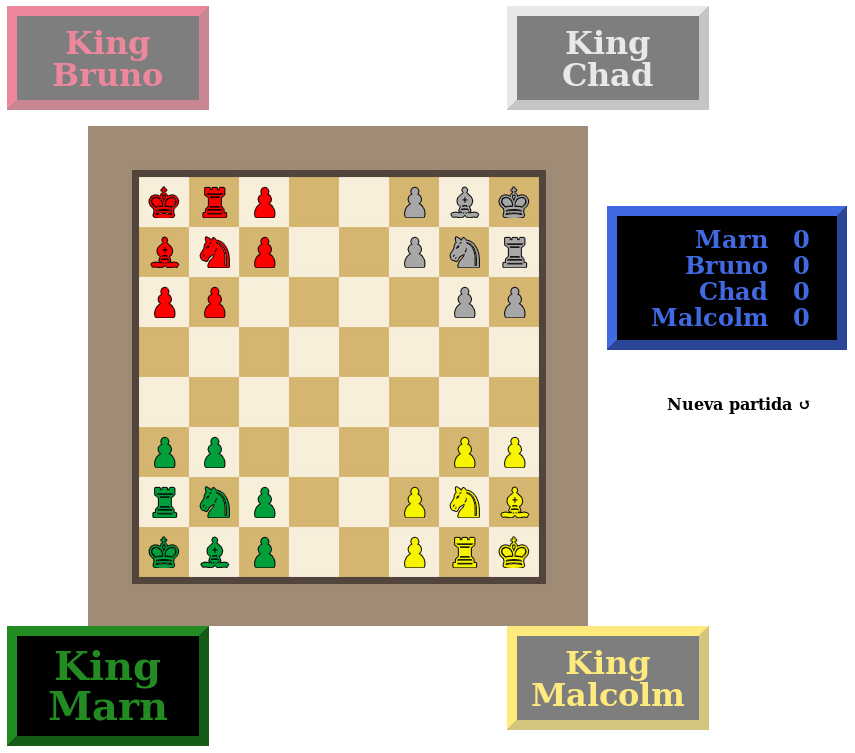 King
Bruno
King
Chad
Marn 0
Bruno 0
Chad 0
Malcolm 0
Nueva partida ↺
King
Marn
King
Malcolm